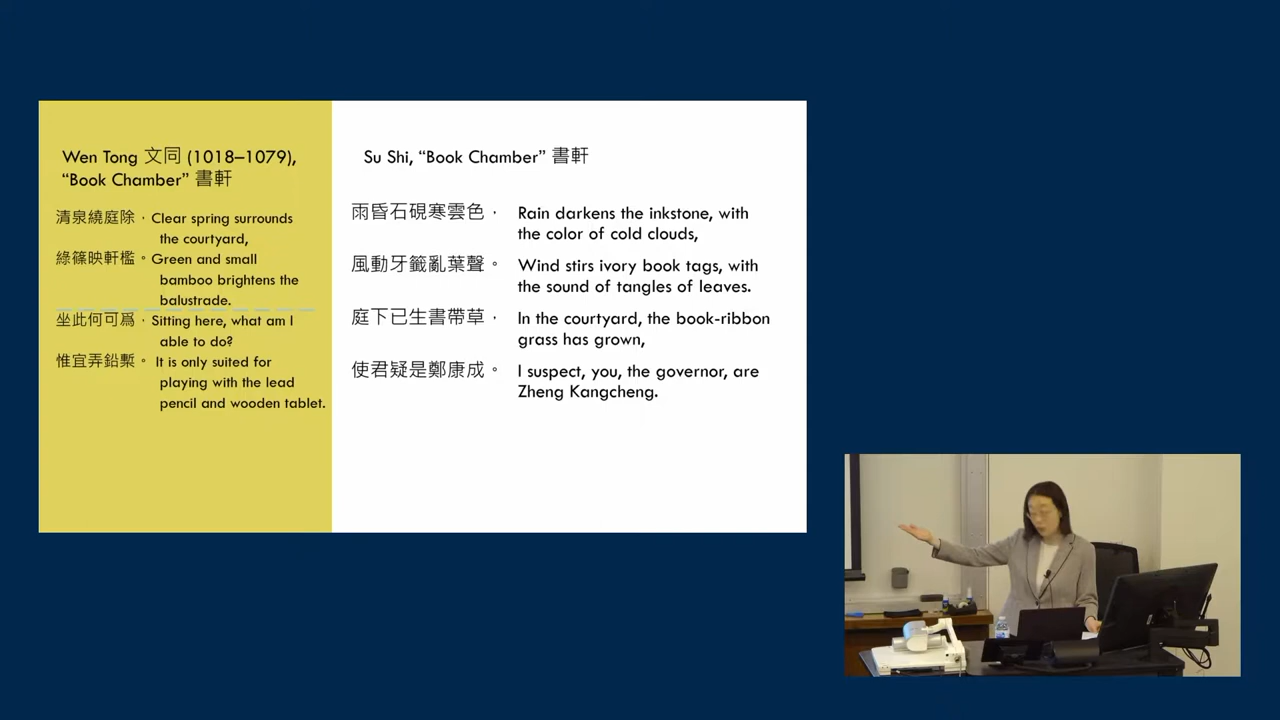 Wen Tong 文同 (1018–1079),
“Book Chamber” 書軒
清泉繞庭除，Clear spring surrounds
the courtyard,
綠篠映軒檻。Green and small
bamboo brightens the
balustrade.
坐此何可爲，Sitting here, what am I
able to do?
惟宜弄鉛槧。It is only suited for
playing with the lead
pencil and wooden tablet.
Su Shi, “Book Chamber” 書軒
雨昏石硯寒雲色， Rain darkens the inkstone, with
the color of cold clouds,
風動牙籤亂葉聲。 Wind stirs ivory book tags, with
the sound of tangles of leaves.
庭下已生書帶草， In the courtyard, the book-ribbon
grass has grown,
使君疑是鄭康成。 I suspect, you, the governor, are
Zheng Kangcheng.